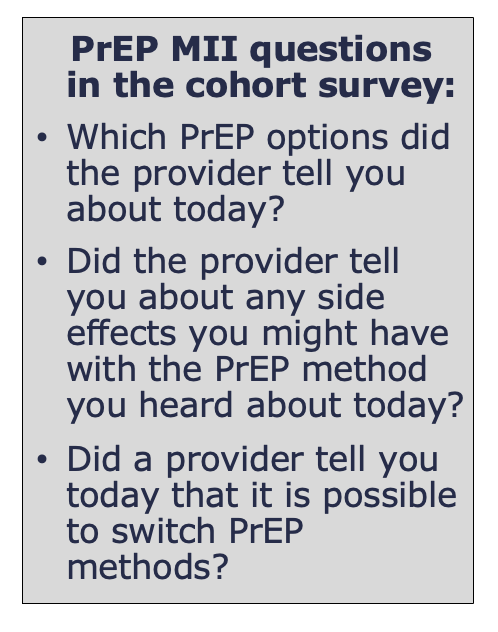 PrEP MII questions
in the cohort survey:
• Which PrEP options did
the provider tell you
about today?
• Did the provider tell
you about any side
effects you might have
with the PrEP method
you heard about today?
• Did a provider tell you
today that it is possible
to switch PrEP
methods?